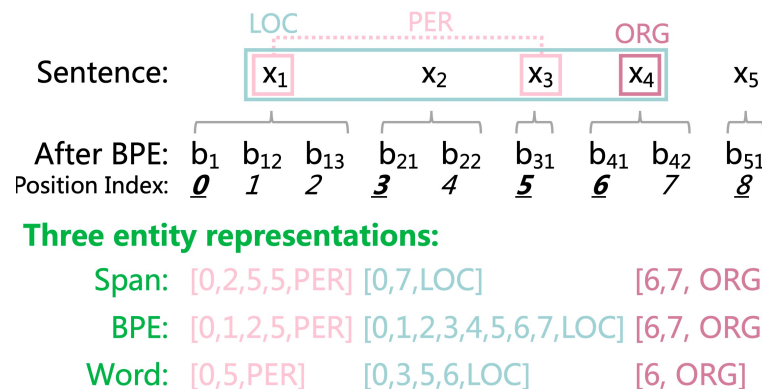 LOC PER ORG
Sentence: x1 x2 x3 x4 x5
After BPE: b1 b12 b13 b21 b22 b31 b41 b42 b51
Position Index: 0 1 2 3 4 5 6 7 8
Three entity representations:
Span: [0,2,5,5,PER] [0,7,LOC] [6,7, ORG
BPE: [0,1,2,5,PER] [0,1,2,3,4,5,6,7,LOC] [6,7, ORG
Word: [0,5,PER] [0,3,5,6,LOC] [6, ORG]